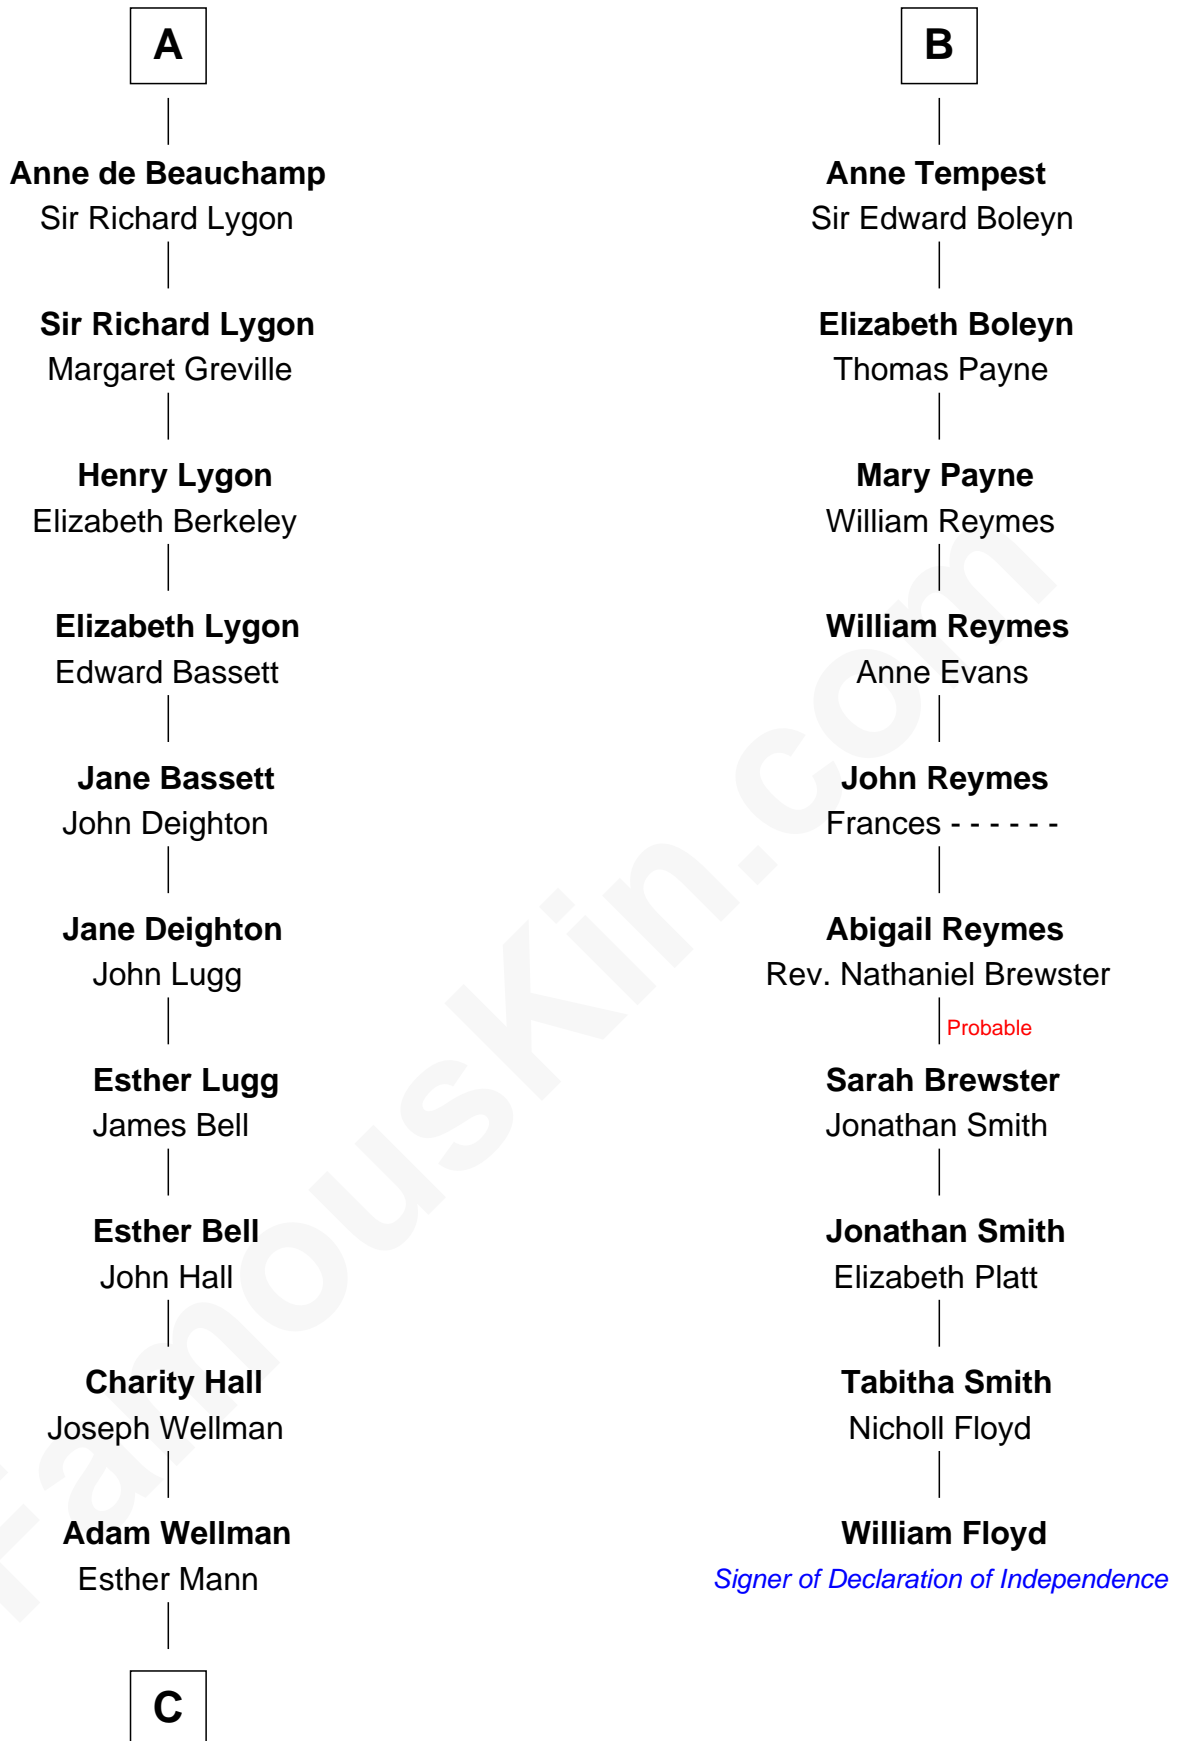 A
Anne de Beauchamp
Sir Richard Lygon
Sir Richard Lygon
Margaret Greville
Henry Lygon
Elizabeth Berkeley
Elizabeth Lygon
Edward Bassett
Jane Bassett
John Deighton
Jane Deighton
John Lugg
Esther Lugg
James Bell
Esther Bell
John Hall
Charity Hall
Joseph Wellman
Adam Wellman
Esther Mann
C
B
Anne Tempest
Sir Edward Boleyn
Elizabeth Boleyn
Thomas Payne
Mary Payne
William Reymes
William Reymes
Anne Evans
John Reymes
Frances - - - - - -
Abigail Reymes
Rev. Nathaniel Brewster
Probable
Sarah Brewster
Jonathan Smith
Jonathan Smith
Elizabeth Platt
Tabitha Smith
Nicholl Floyd
William Floyd
Signer of Declaration of Independence
FamousKin.com